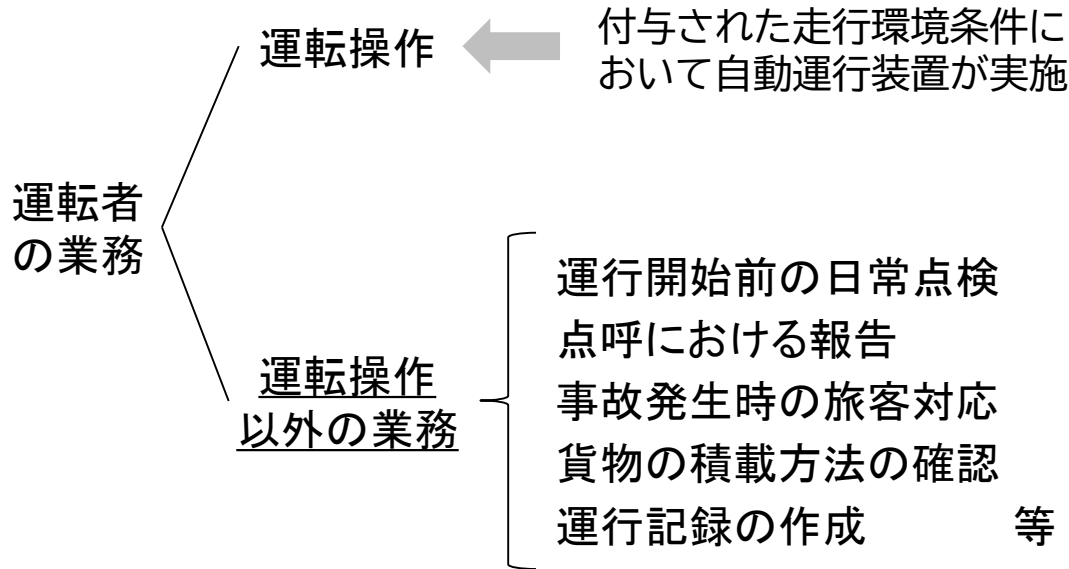 運転者
の業務
運転操作
付与された走行環境条件に
おいて自動運行装置が実施
運転操作
以外の業務
運行開始前の日常点検
点呼における報告
事故発生時の旅客対応
貨物の積載方法の確認
運行記録の作成　　　等